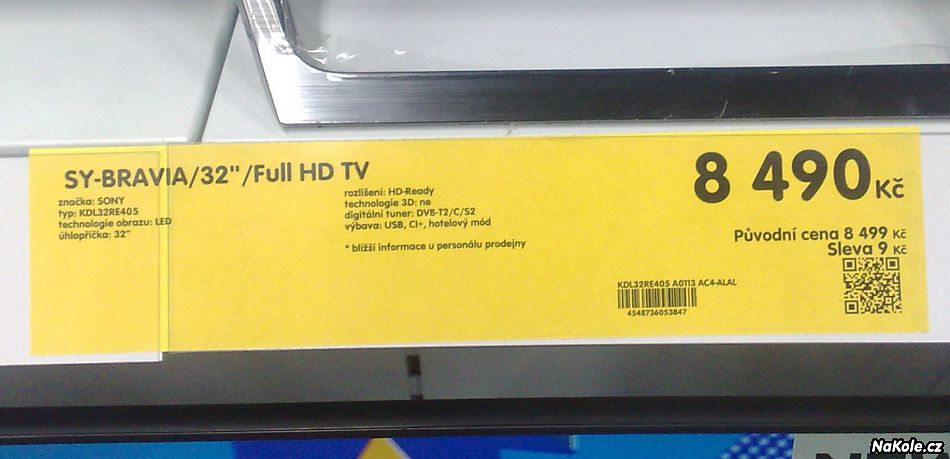 SY-BRAVIA/32"/Full HD TV
značka: SONY
typ: KDL32RE405
technologie obrazu: LED
úhlopříčka: 32"
rozlišení: HD-Ready
technologie 3D: ne
digitální tuner: DVB-T2/C/S2
výbava: USB, CI+, hotelový mód
* bližší informace u personálu prodejny
8 490 Kč
Původní cena 8 499 Kč
Sleva 9 Kč
KDL32RE405 A0113 AC4-ALAL
4548736053847
NaKole.cz